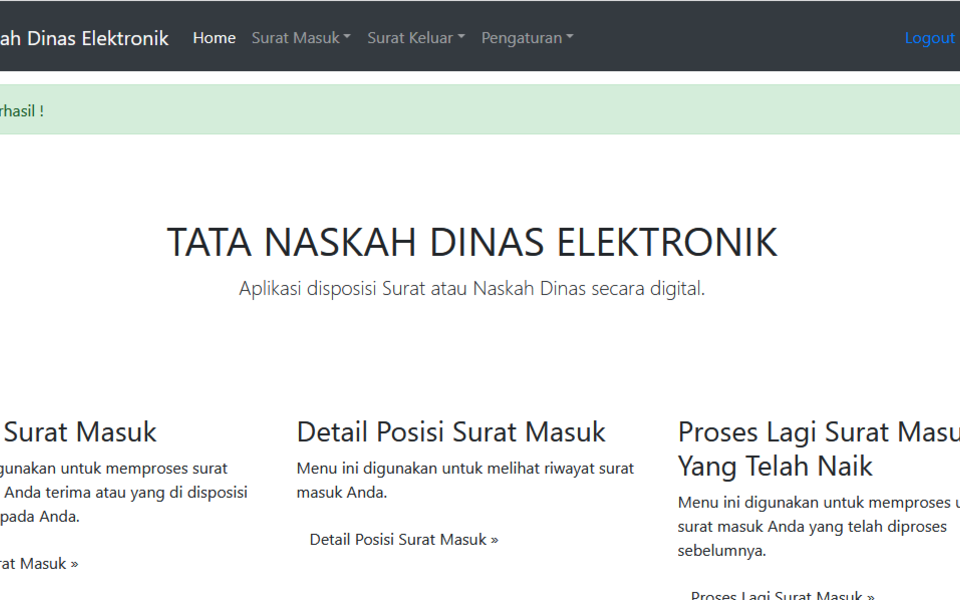 ah Dinas Elektronik Home Surat Masuk Surat Keluar Pengaturan Logout
rhasil !
TATA NASKAH DINAS ELEKTRONIK
Aplikasi disposisi Surat atau Naskah Dinas secara digital.
Surat Masuk
gunakan untuk memproses surat
Anda terima atau yang di disposisi
pada Anda.
rat Masuk »
Detail Posisi Surat Masuk
Menu ini digunakan untuk melihat riwayat surat
masuk Anda.
Detail Posisi Surat Masuk »
Proses Lagi Surat Masu
Yang Telah Naik
Menu ini digunakan untuk memproses u
surat masuk Anda yang telah diproses
sebelumnya.
Proses Lagi Surat Masuk »